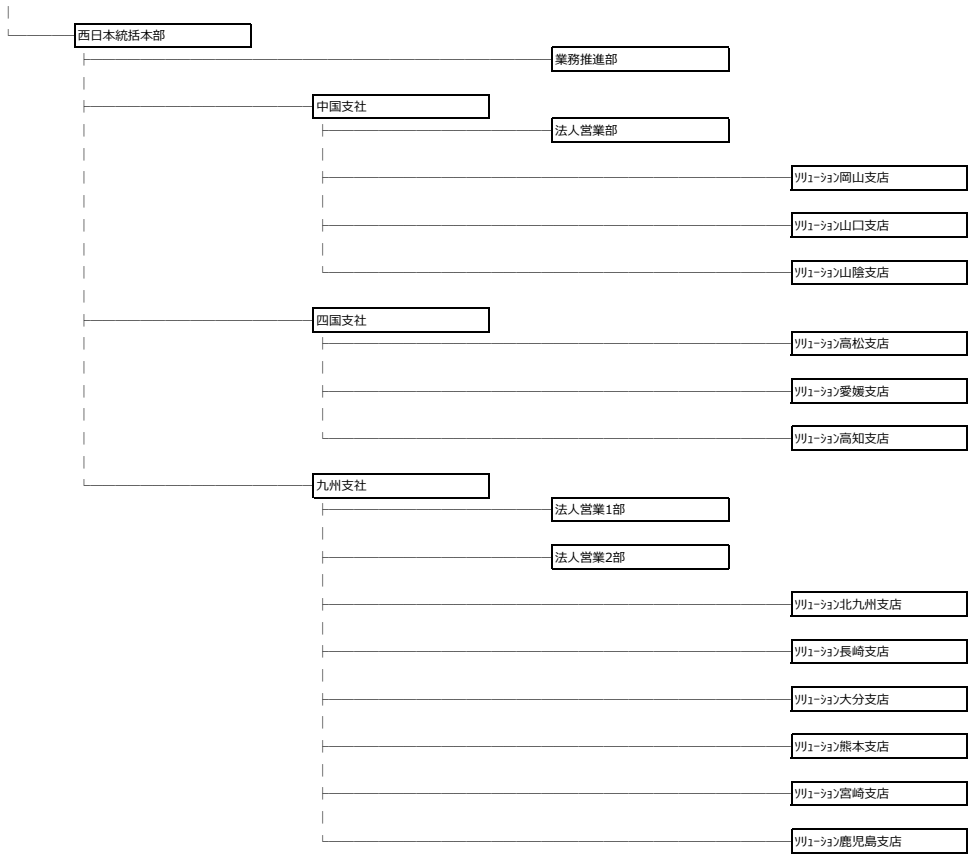 西日本統括本部
業務推進部
中国支社
法人営業部
ｿﾘｭｰｼｮﾝ岡山支店
ｿﾘｭｰｼｮﾝ山口支店
ｿﾘｭｰｼｮﾝ山陰支店
四国支社
ｿﾘｭｰｼｮﾝ高松支店
ｿﾘｭｰｼｮﾝ愛媛支店
ｿﾘｭｰｼｮﾝ高知支店
九州支社
法人営業1部
法人営業2部
ｿﾘｭｰｼｮﾝ北九州支店
ｿﾘｭｰｼｮﾝ長崎支店
ｿﾘｭｰｼｮﾝ大分支店
ｿﾘｭｰｼｮﾝ熊本支店
ｿﾘｭｰｼｮﾝ宮崎支店
ｿﾘｭｰｼｮﾝ鹿児島支店